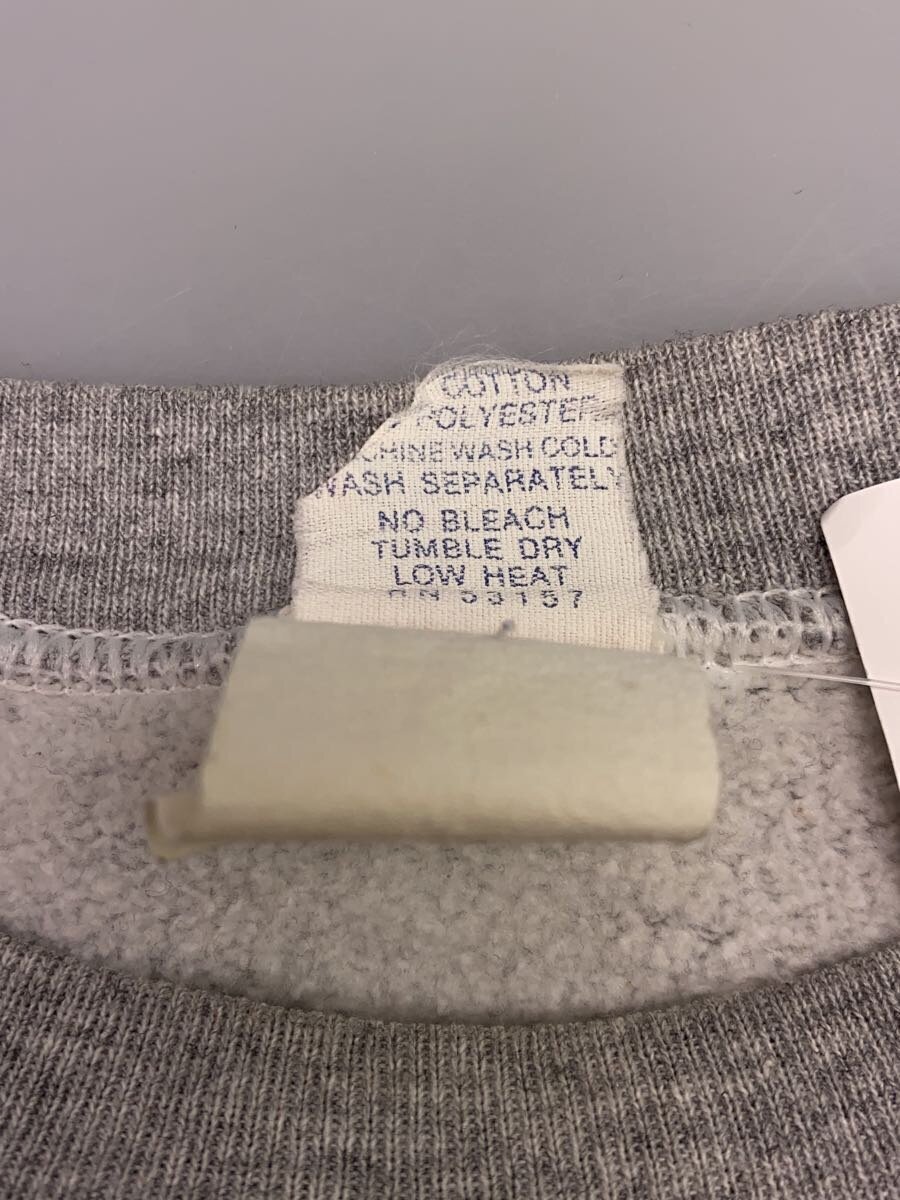 COTTON
POLYESTER
CHINE WASH COLD
WASH SEPARATELY
NO BLEACH
TUMBLE DRY
LOW HEAT